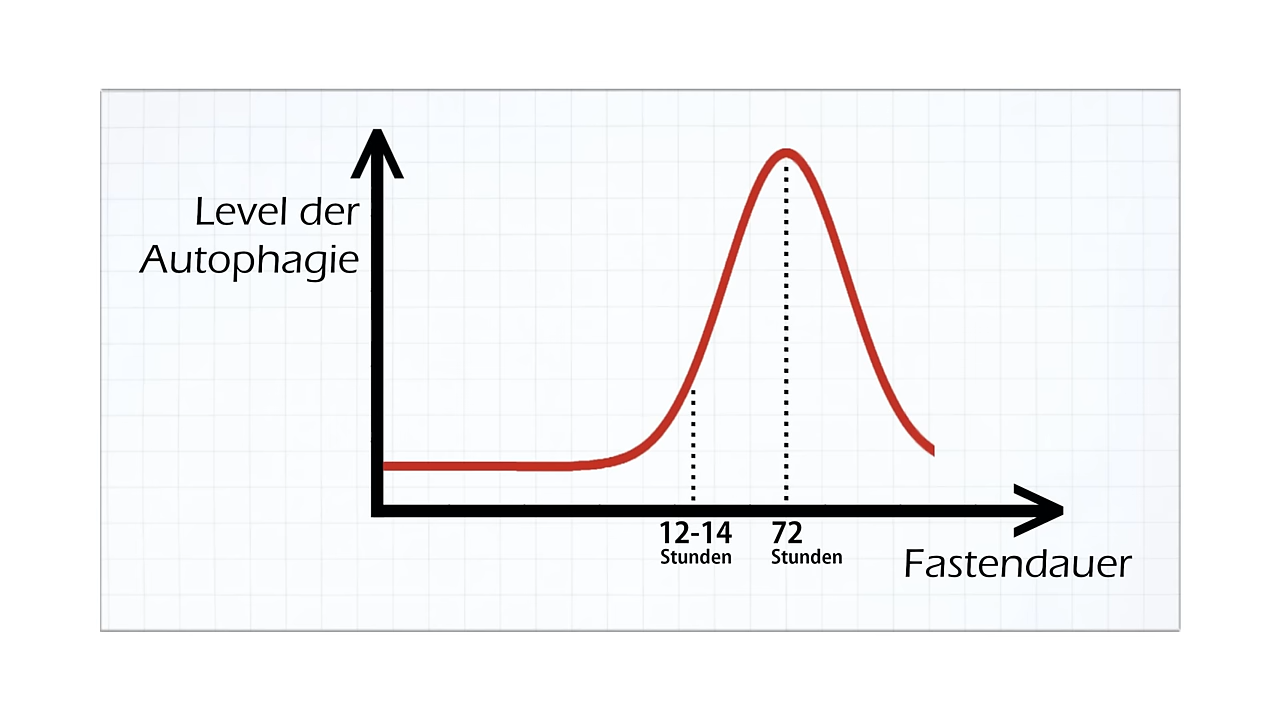 Level der
Autophagie
12-14
Stunden
72
Stunden
Fastendauer